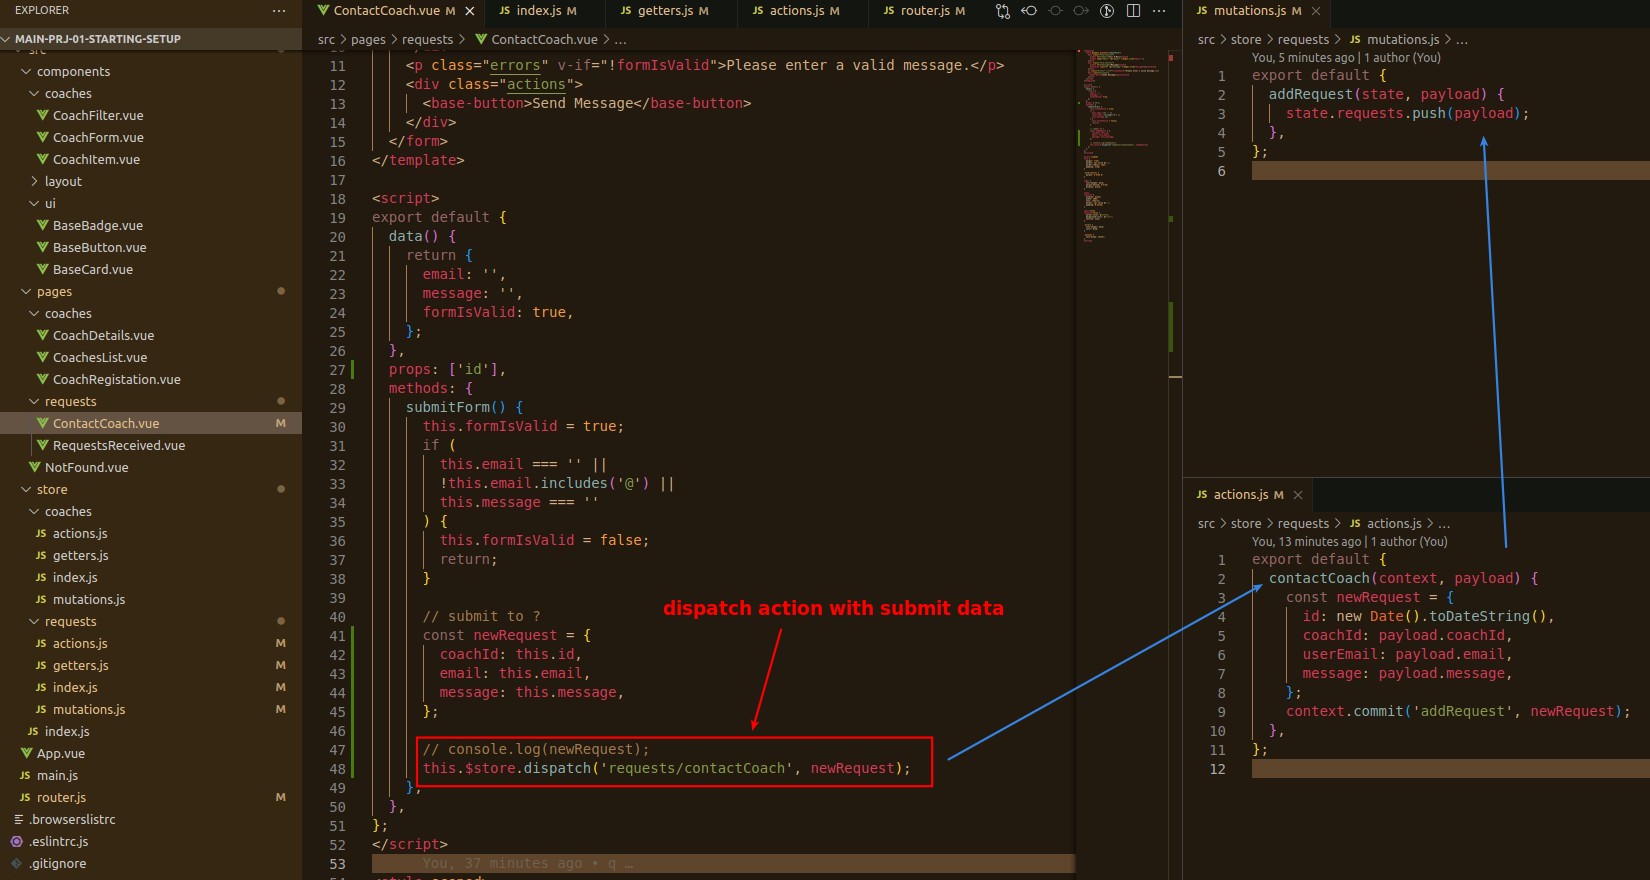 EXPLORER
MAIN-PRJ-01-STARTING-SETUP
src
components
coaches
CoachFilter.vue
CoachForm.vue
CoachItem.vue
layout
ui
BaseBadge.vue
BaseButton.vue
BaseCard.vue
pages
coaches
CoachDetails.vue
CoachesList.vue
CoachRegistation.vue
requests
ContactCoach.vue M
RequestsReceived.vue
NotFound.vue
store
coaches
JS actions.js
JS getters.js
JS index.js
JS mutations.js
requests
JS actions.js M
JS getters.js M
JS index.js M
JS mutations.js M
JS index.js
App.vue
JS main.js
JS router.js M
.browserslistrc
.eslintrc.js
.gitignore
ContactCoach.vue M JS index.js M JS getters.js M JS actions.js M JS router.js M
src > pages > requests > ContactCoach.vue > ...
11 <p class="errors" v-if="!formIsValid">Please enter a valid message.</p>
12 <div class="actions">
13 <base-button>Send Message</base-button>
14 </div>
15 </form>
16 </template>
17
18 <script>
19 export default {
20 data() {
21 return {
22 email: '',
23 message: '',
24 formIsValid: true,
25 };
26 },
27 props: ['id'],
28 methods: {
29 submitForm() {
30 this.formIsValid = true;
31 if (
32 this.email === '' ||
33 !this.email.includes('@') ||
34 this.message === ''
35 ) {
36 this.formIsValid = false;
37 return;
38 }
39
40 // submit to ?
41 const newRequest = {
42 coachId: this.id,
43 email: this.email,
44 message: this.message,
45 };
46
47 // console.log(newRequest);
48 this.$store.dispatch('requests/contactCoach', newRequest);
49 },
50 },
51 };
52 </script>
53 You, 37 minutes ago • q ...
<style scoped>
dispatch action with submit data
JS mutations.js M
src > store > requests > JS mutations.js > ...
You, 5 minutes ago | 1 author (You)
1 export default {
2 addRequest(state, payload) {
3 state.requests.push(payload);
4 },
5 };
6
JS actions.js M
src > store > requests > JS actions.js > ...
You, 13 minutes ago | 1 author (You)
1 export default {
2 contactCoach(context, payload) {
3 const newRequest = {
4 id: new Date().toDateString(),
5 coachId: payload.coachId,
6 userEmail: payload.email,
7 message: payload.message,
8 };
9 context.commit('addRequest', newRequest);
10 },
11 };
12